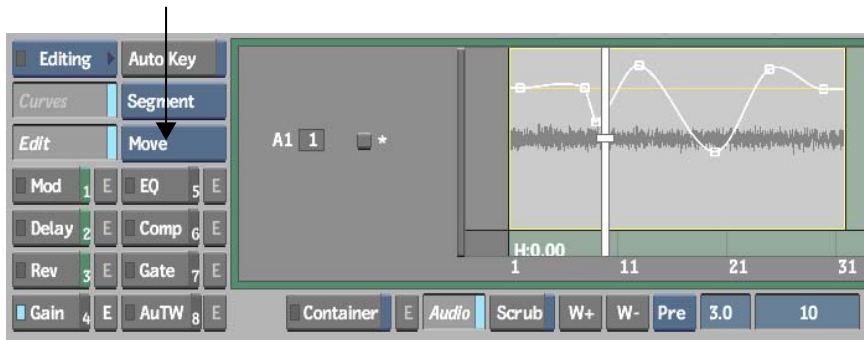 Editing Auto Key
Curves Segment
Edit Move
A1 1 *
Mod 1 E EQ 5 E
Delay 2 E Comp 6 E
Rev 3 E Gate 7 E
Gain 4 E AuTW 8 E
H:0.00
1 11 21 31
Container E Audio Scrub W+ W- Pre 3.0 10